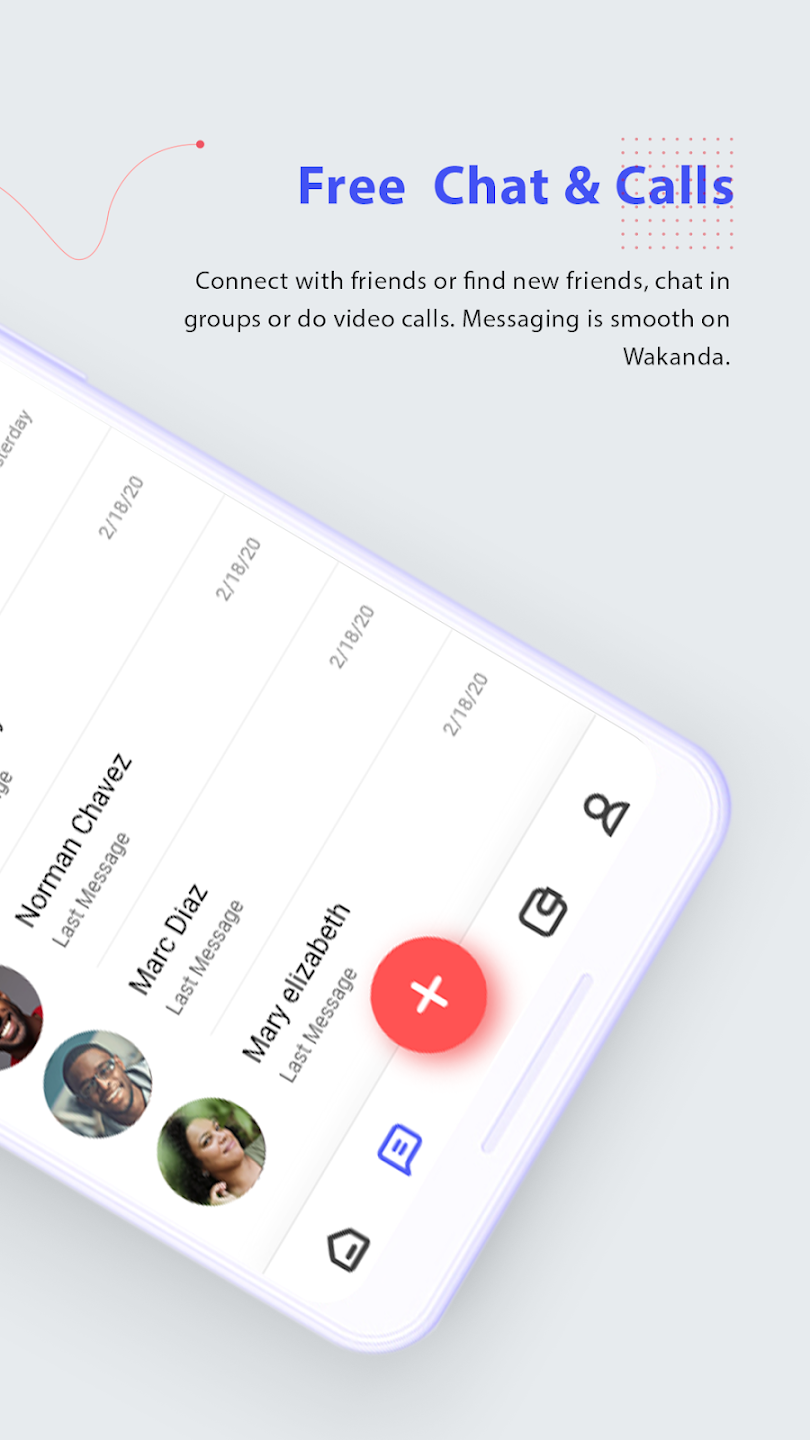 Free Chat & Calls
Connect with friends or find new friends, chat in
groups or do video calls. Messaging is smooth on
Wakanda.
2/18/20
Norman Chavez
Last Message
2/18/20
Marc Diaz
Last Message
2/18/20
Mary elizabeth
Last Message
2/18/20